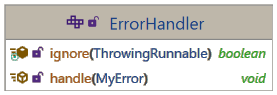 ErrorHandler
ignore(ThrowingRunnable) boolean
handle(MyError) void